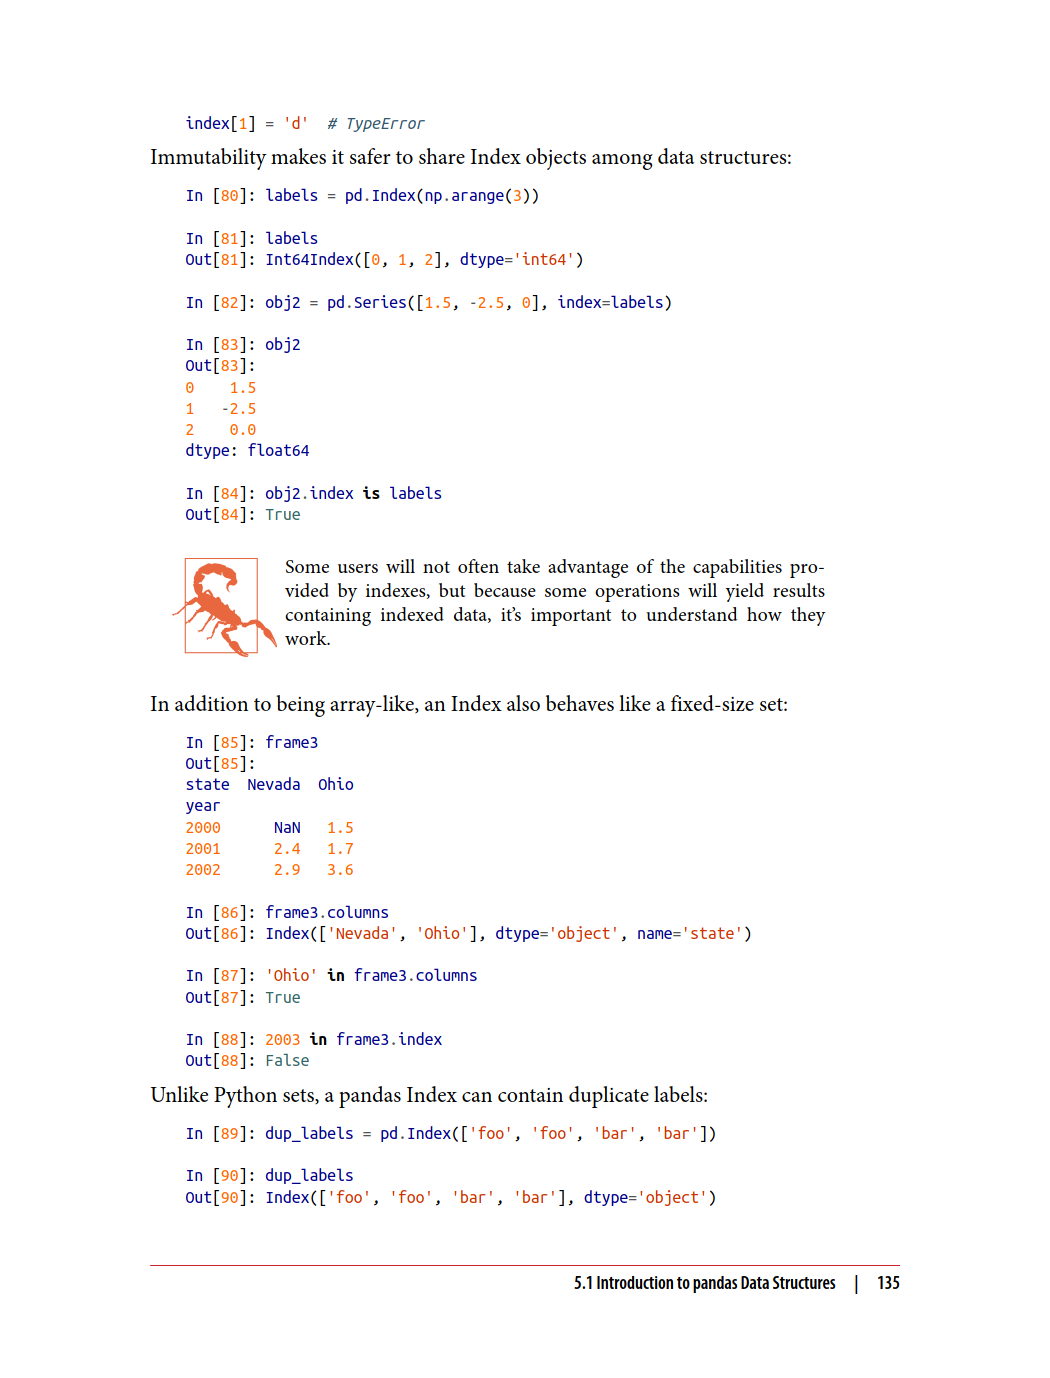 index[1] = 'd'  # TypeError
Immutability makes it safer to share Index objects among data structures:
In [80]: labels = pd.Index(np.arange(3))
In [81]: labels
Out[81]: Int64Index([0, 1, 2], dtype='int64')
In [82]: obj2 = pd.Series([1.5, -2.5, 0], index=labels)
In [83]: obj2
Out[83]:
0    1.5
1   -2.5
2    0.0
dtype: float64
In [84]: obj2.index is labels
Out[84]: True
Some users will not often take advantage of the capabilities pro-
vided by indexes, but because some operations will yield results
containing indexed data, it's important to understand how they
work.
In addition to being array-like, an Index also behaves like a fixed-size set:
In [85]: frame3
Out[85]:
state  Nevada  Ohio
year
2000      NaN   1.5
2001      2.4   1.7
2002      2.9   3.6
In [86]: frame3.columns
Out[86]: Index(['Nevada', 'Ohio'], dtype='object', name='state')
In [87]: 'Ohio' in frame3.columns
Out[87]: True
In [88]: 2003 in frame3.index
Out[88]: False
Unlike Python sets, a pandas Index can contain duplicate labels:
In [89]: dup_labels = pd.Index(['foo', 'foo', 'bar', 'bar'])
In [90]: dup_labels
Out[90]: Index(['foo', 'foo', 'bar', 'bar'], dtype='object')
5.1 Introduction to pandas Data Structures | 135